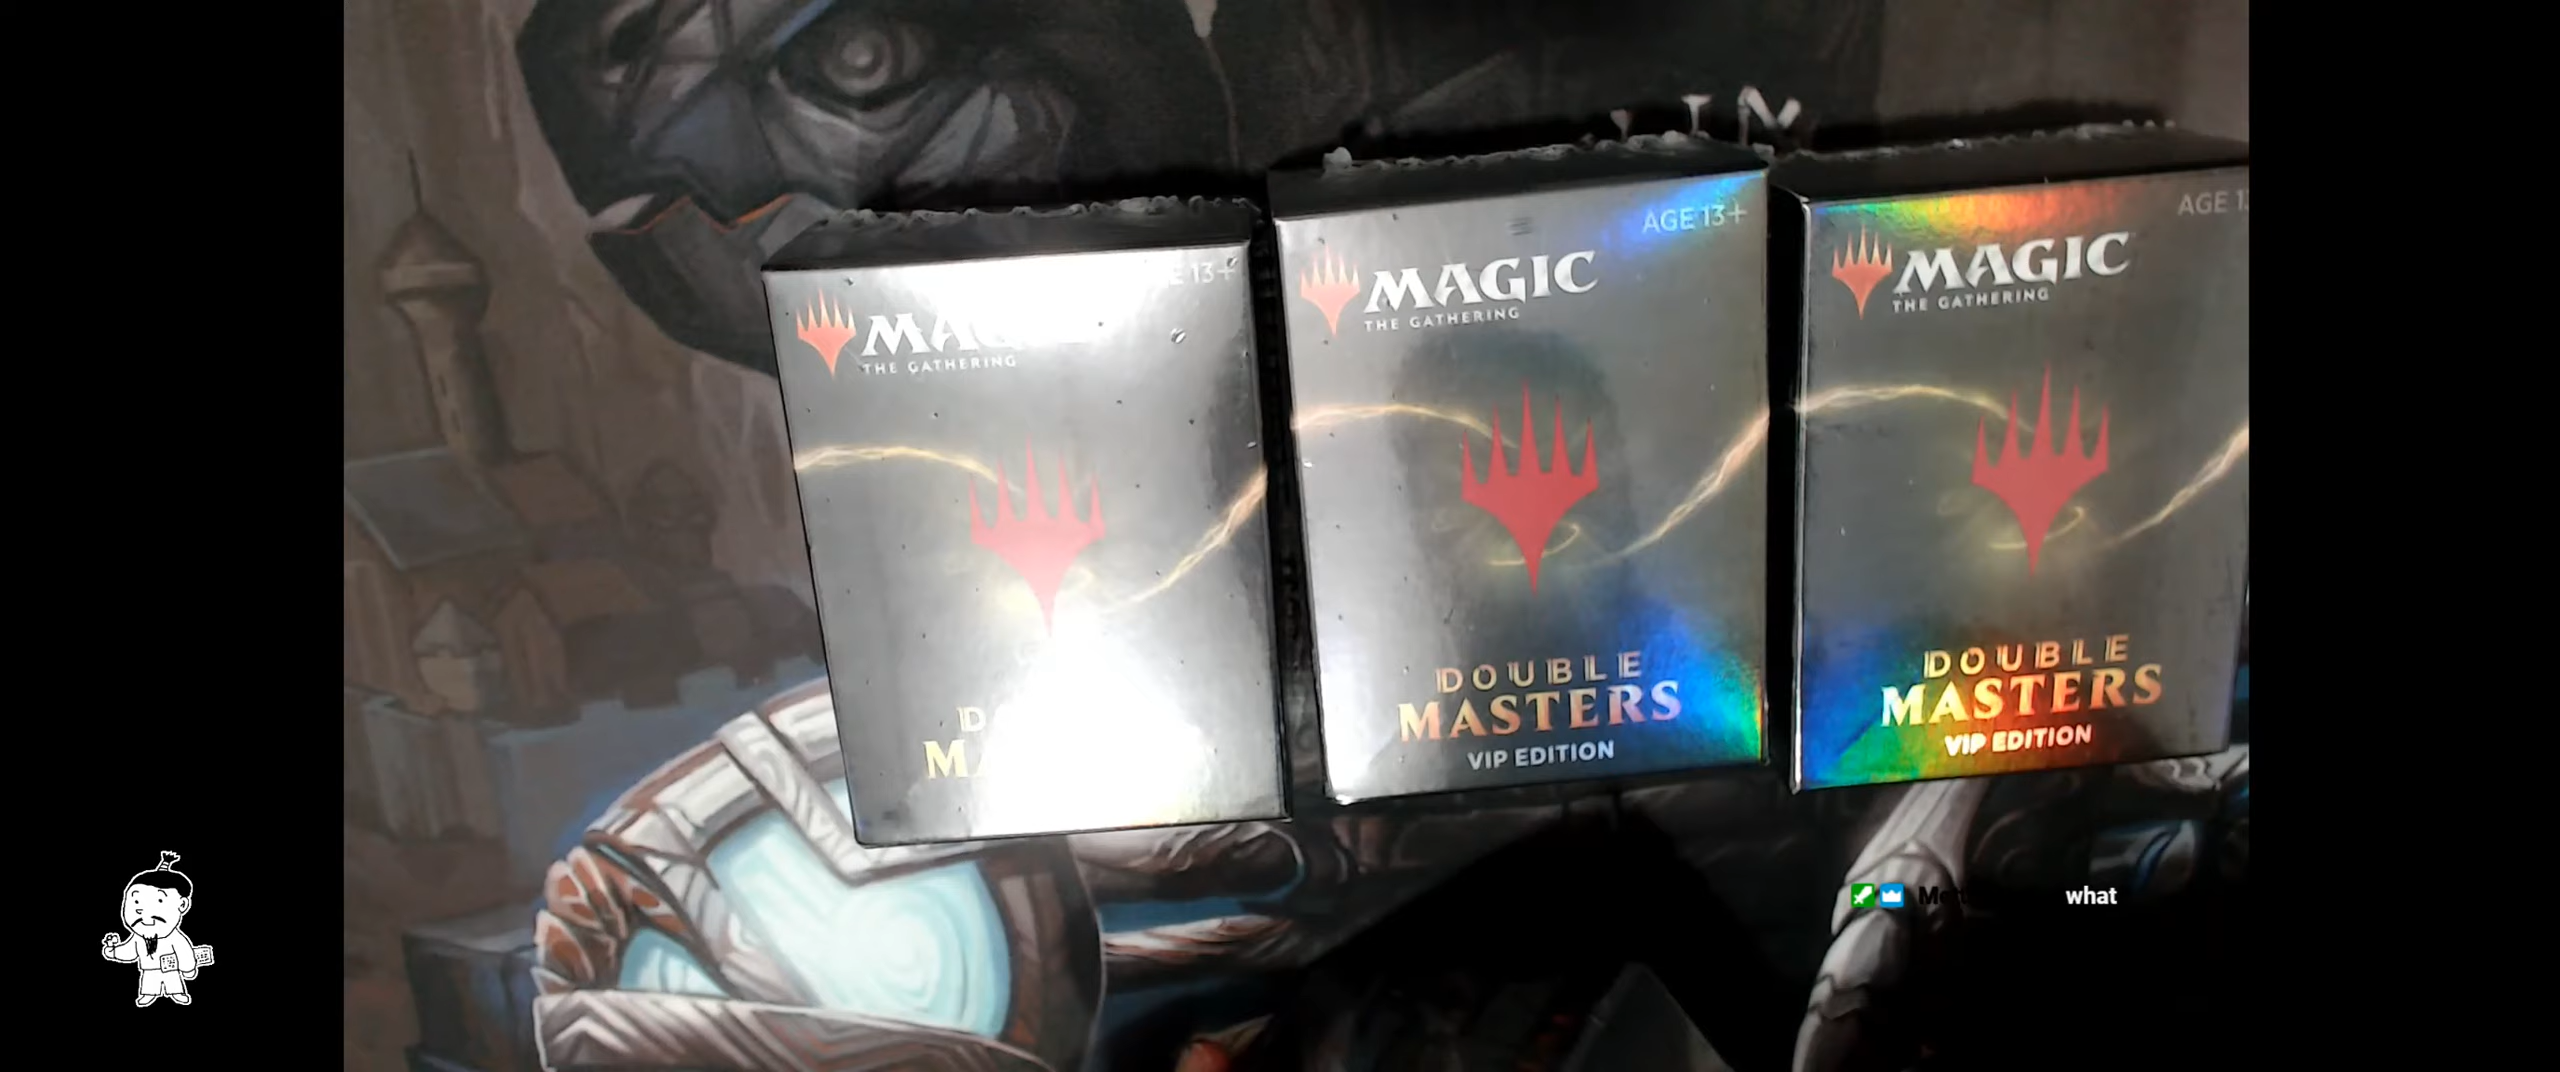 E 13+
MAGIC
THE GATHERING
D
MA
AGE 13+
MAGIC
THE GATHERING
DOUBLE
MASTERS
VIP EDITION
AGE 1
MAGIC
THE GATHERING
DOUBLE
MASTERS
VIP EDITION
what